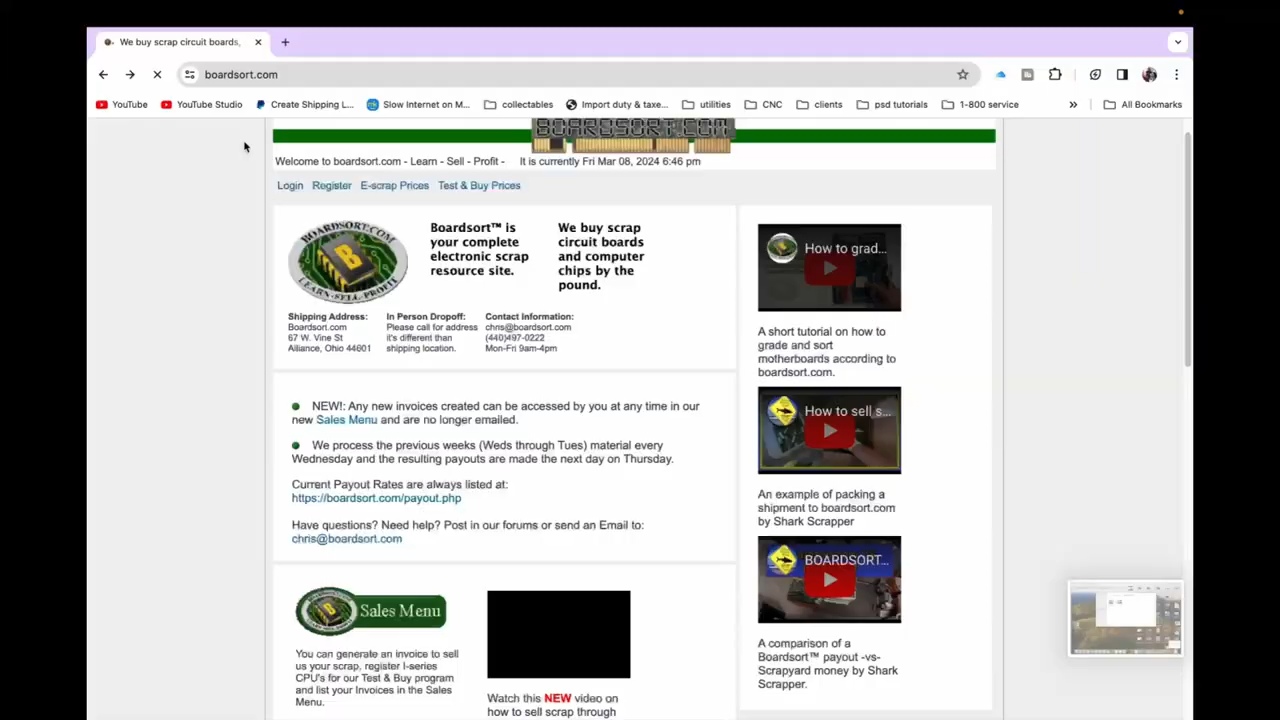 We buy scrap circuit boards,
boardsort.com
YouTube
YouTube Studio
Create Shipping L...
Slow Internet on M...
collectables
Import duty & taxe...
utilities
CNC
clients
psd tutorials
1-800 service
»
All Bookmarks
BOARDSORT.COM
Welcome to boardsort.com - Learn - Sell - Profit - It is currently Fri Mar 08, 2024 6:46 pm
Login Register E-scrap Prices Test & Buy Prices
BOARDSORT.COM
B
LEARN-SELL-PROFIT
Boardsort™ is
your complete
electronic scrap
resource site.
We buy scrap
circuit boards
and computer
chips by the
pound.
Shipping Address:
Boardsort.com
67 W. Vine St
Alliance, Ohio 44601
In Person Dropoff:
Please call for address
it's different than
shipping location.
Contact Information:
chris@boardsort.com
(440)497-0222
Mon-Fri 9am-4pm
NEW!: Any new invoices created can be accessed by you at any time in our
new Sales Menu and are no longer emailed.
We process the previous weeks (Weds through Tues) material every
Wednesday and the resulting payouts are made the next day on Thursday.
Current Payout Rates are always listed at:
https://boardsort.com/payout.php
Have questions? Need help? Post in our forums or send an Email to:
chris@boardsort.com
Sales Menu
You can generate an invoice to sell
us your scrap, register I-series
CPU's for our Test & Buy program
and list your Invoices in the Sales
Menu.
Watch this NEW video on
how to sell scrap through
How to grad...
A short tutorial on how to
grade and sort
motherboards according to
boardsort.com.
How to sell s...
An example of packing a
shipment to boardsort.com
by Shark Scrapper
BOARDSORT...
A comparison of a
Boardsort™ payout -vs-
Scrapyard money by Shark
Scrapper.